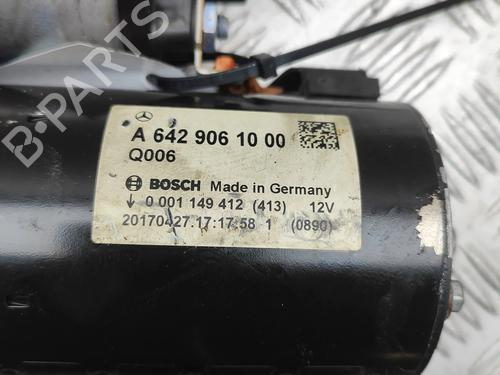 A 642 906 10 00
Q006
BOSCH Made in Germany
↓ 0 001 149 412 (413) 12V
20170427.17:17:58 1 (0890)
B-PARTS